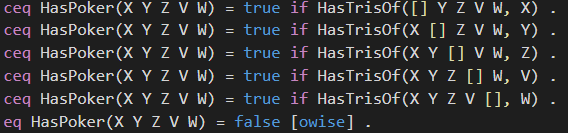 ceq HasPoker(X Y Z V W) = true if HasTrisOf([] Y Z V W, X) .
ceq HasPoker(X Y Z V W) = true if HasTrisOf(X [] Z V W, Y) .
ceq HasPoker(X Y Z V W) = true if HasTrisOf(X Y [] V W, Z) .
ceq HasPoker(X Y Z V W) = true if HasTrisOf(X Y Z [] W, V) .
ceq HasPoker(X Y Z V W) = true if HasTrisOf(X Y Z V [], W) .
eq HasPoker(X Y Z V W) = false [owise] .